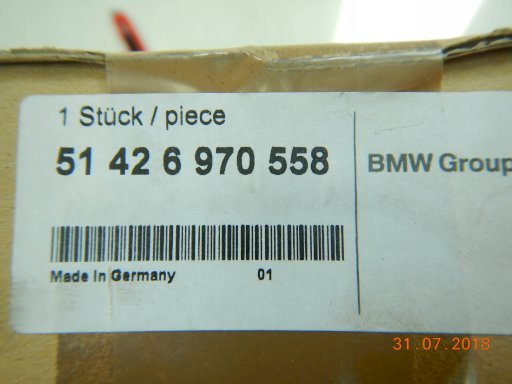 1 Stück / piece
51 42 6 970 558
BMW Group
Made In Germany 01
31.07.2018